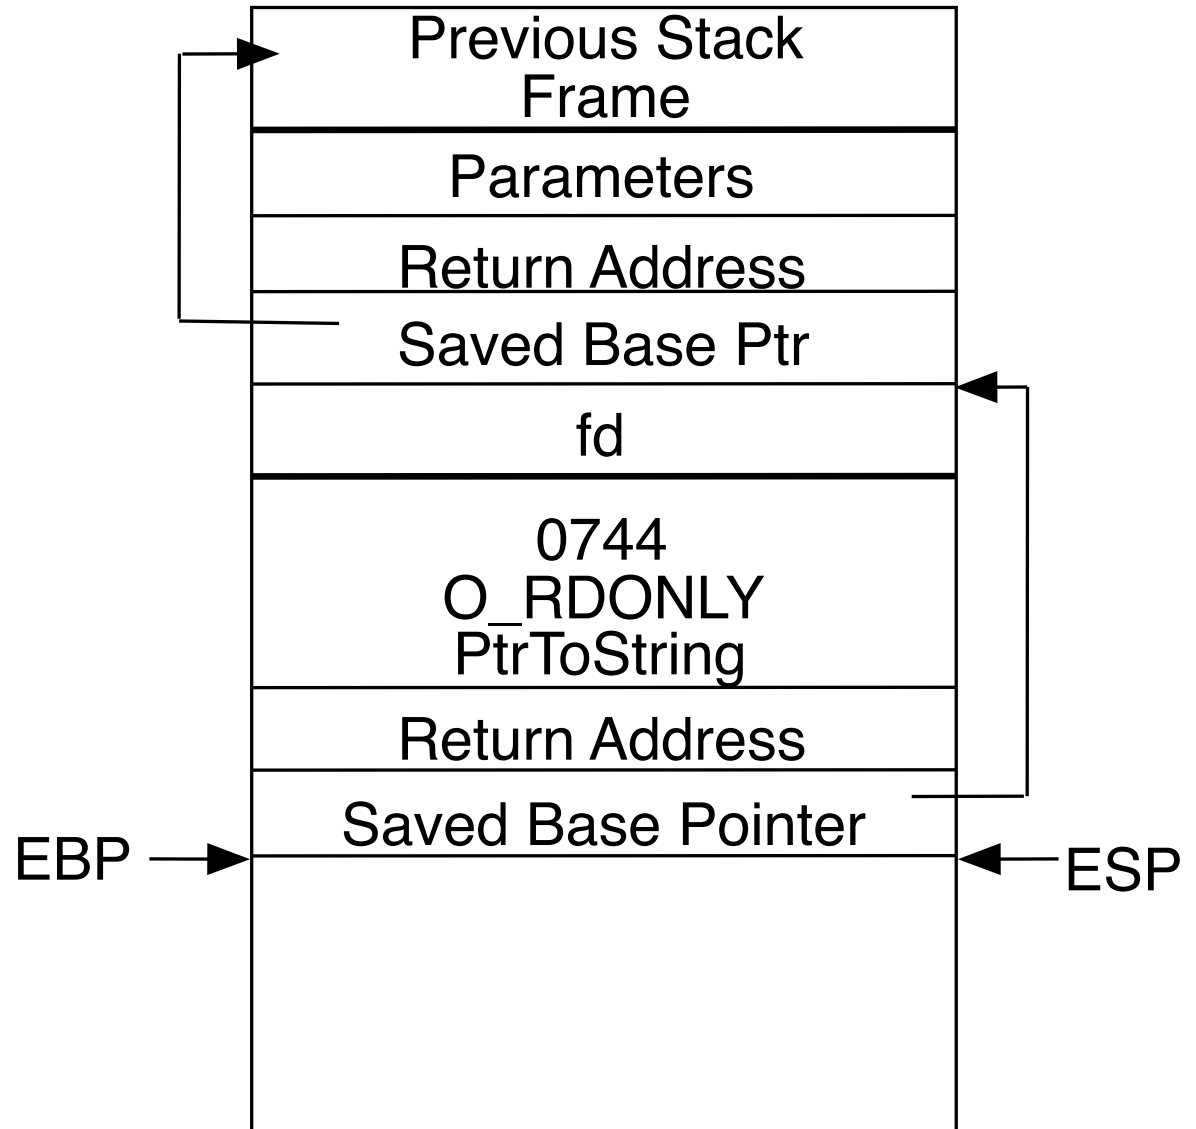 Previous Stack
Frame
Parameters
Return Address
Saved Base Ptr
fd
0744
O_RDONLY
PtrToString
Return Address
Saved Base Pointer
EBP
ESP